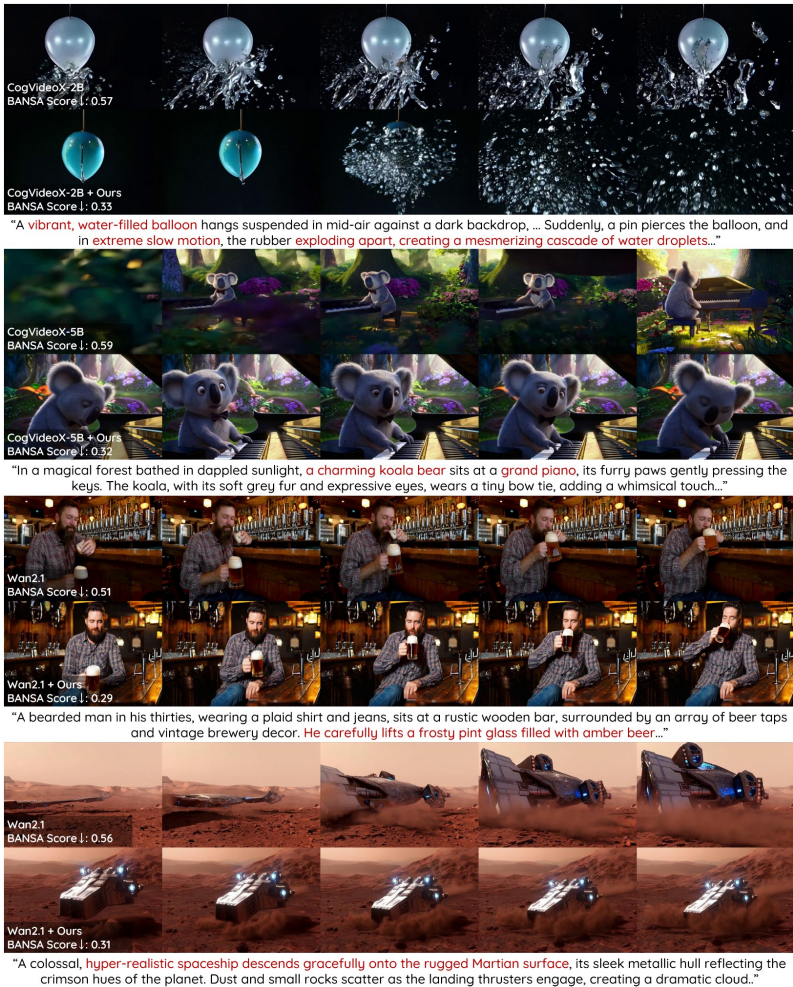 CogVideoX-2B
BANSA Score↓: 0.57
CogVideoX-2B + Ours
BANSA Score↓: 0.33
“A vibrant, water-filled balloon hangs suspended in mid-air against a dark backdrop, ... Suddenly, a pin pierces the balloon, and
in extreme slow motion, the rubber exploding apart, creating a mesmerizing cascade of water droplets...”
CogVideoX-5B
BANSA Score↓: 0.59
CogVideoX-5B + Ours
BANSA Score↓: 0.32
“In a magical forest bathed in dappled sunlight, a charming koala bear sits at a grand piano, its furry paws gently pressing the
keys. The koala, with its soft grey fur and expressive eyes, wears a tiny bow tie, adding a whimsical touch...”
Wan2.1
BANSA Score↓: 0.51
Wan2.1 + Ours
BANSA Score↓: 0.29
“A bearded man in his thirties, wearing a plaid shirt and jeans, sits at a rustic wooden bar, surrounded by an array of beer taps
and vintage brewery decor. He carefully lifts a frosty pint glass filled with amber beer...”
Wan2.1
BANSA Score↓: 0.56
Wan2.1 + Ours
BANSA Score↓: 0.31
“A colossal, hyper-realistic spaceship descends gracefully onto the rugged Martian surface, its sleek metallic hull reflecting the
crimson hues of the planet. Dust and small rocks scatter as the landing thrusters engage, creating a dramatic cloud..”